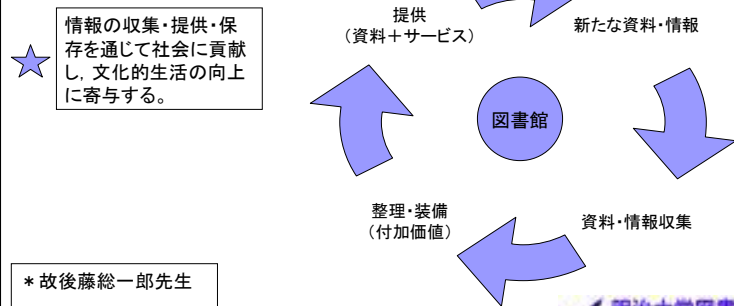 情報の収集・提供・保
存を通じて社会に貢献
し，文化的生活の向上
に寄与する。
提供
（資料＋サービス）
新たな資料・情報
図書館
整理・装備
（付加価値）
資料・情報収集
＊故後藤総一郎先生